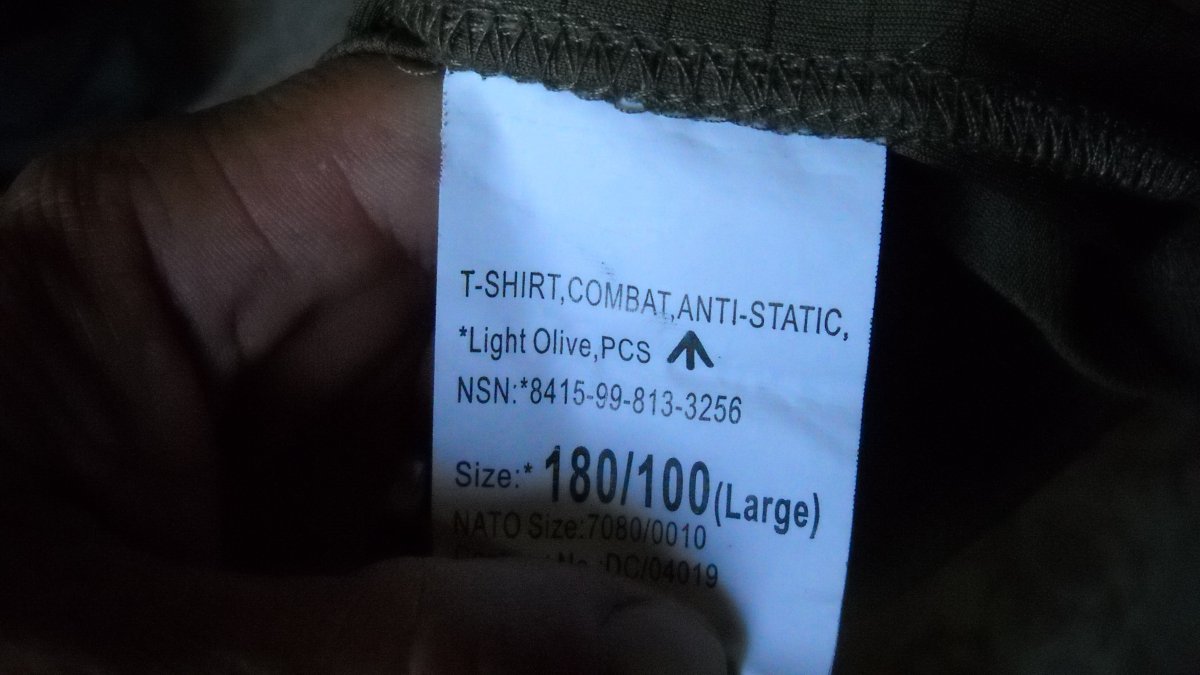 T-SHIRT,COMBAT,ANTI-STATIC,
*Light Olive,PCS
NSN:*8415-99-813-3256
Size:* 180/100(Large)
NATO Size:7080/0010
No.:DC/04019